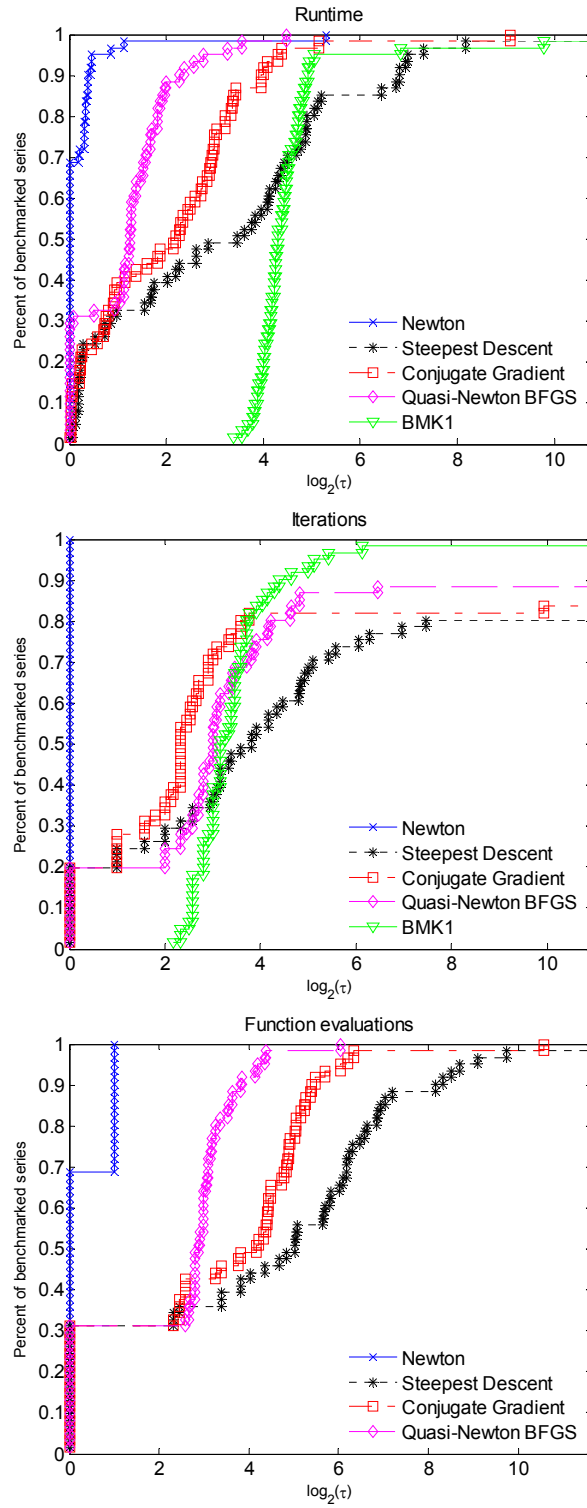 Runtime
1
0.9
0.8
0.7
0.6
0.5
0.4
0.3
0.2
0.1
0
Percent of benchmarked series
Newton
Steepest Descent
Conjugate Gradient
Quasi-Newton BFGS
BMK1
0 2 4 6 8 10
log2(τ)
Iterations
1
0.9
0.8
0.7
0.6
0.5
0.4
0.3
0.2
0.1
0
Percent of benchmarked series
Newton
Steepest Descent
Conjugate Gradient
Quasi-Newton BFGS
BMK1
0 2 4 6 8 10
log2(τ)
Function evaluations
1
0.9
0.8
0.7
0.6
0.5
0.4
0.3
0.2
0.1
0
Percent of benchmarked series
Newton
Steepest Descent
Conjugate Gradient
Quasi-Newton BFGS
0 2 4 6 8 10
log2(τ)